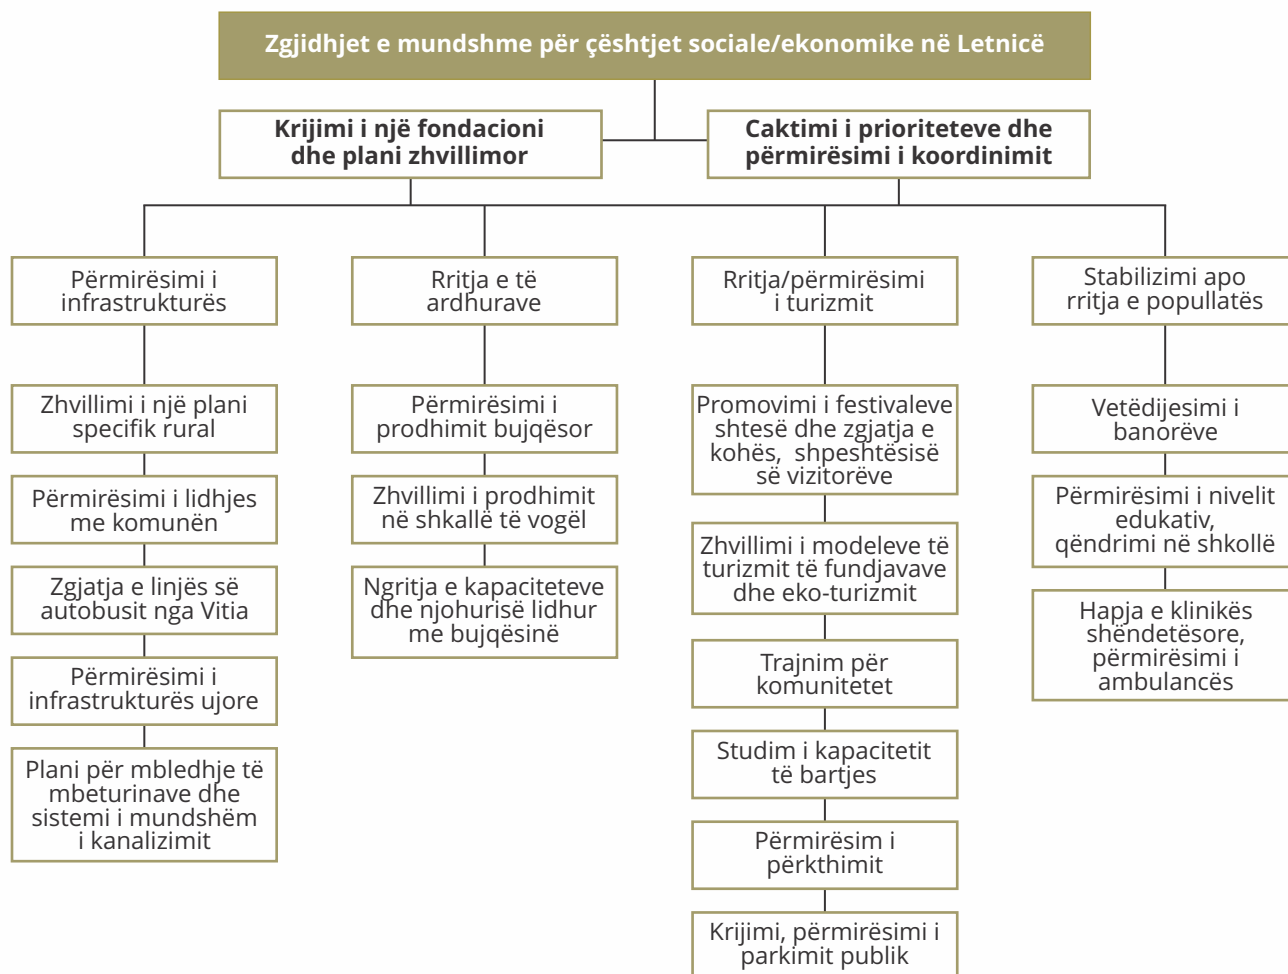 Zgjidhjet e mundshme për çështjet sociale/ekonomike në Letnicë
Krijimi i një fondacioni
dhe plani zhvillimor
Caktimi i prioriteteve dhe
përmirësimi i koordinimit
Përmirësimi i
infrastrukturës
Zhvillimi i një plani
specifik rural
Përmirësimi i lidhjes
me komunën
Zgjatja e linjës së
autobusit nga Vitia
Përmirësimi i
infrastrukturës ujore
Plani për mbledhje të
mbeturinave dhe
sistemi i mundshëm
i kanalizimit
Rritja e të
ardhurave
Përmirësimi i
prodhimit bujqësor
Zhvillimi i prodhimit
në shkallë të vogël
Ngritja e kapaciteteve
dhe njohurisë lidhur
me bujqësinë
Rritja/përmirësimi
i turizmit
Promovimi i festivaleve
shtesë dhe zgjatja e
kohës, shpeshtësisë
së vizitorëve
Zhvillimi i modeleve të
turizmit të fundjavave
dhe eko-turizmit
Trajnim për
komunitetet
Studim i kapacitetit
të bartjes
Përmirësim i
përkthimit
Krijimi, përmirësimi i
parkimit publik
Stabilizimi apo
rritja e popullatës
Vetëdijesimi i
banorëve
Përmirësimi i nivelit
edukativ,
qëndrimi në shkollë
Hapja e klinikës
shëndetësore,
përmirësimi i
ambulancës